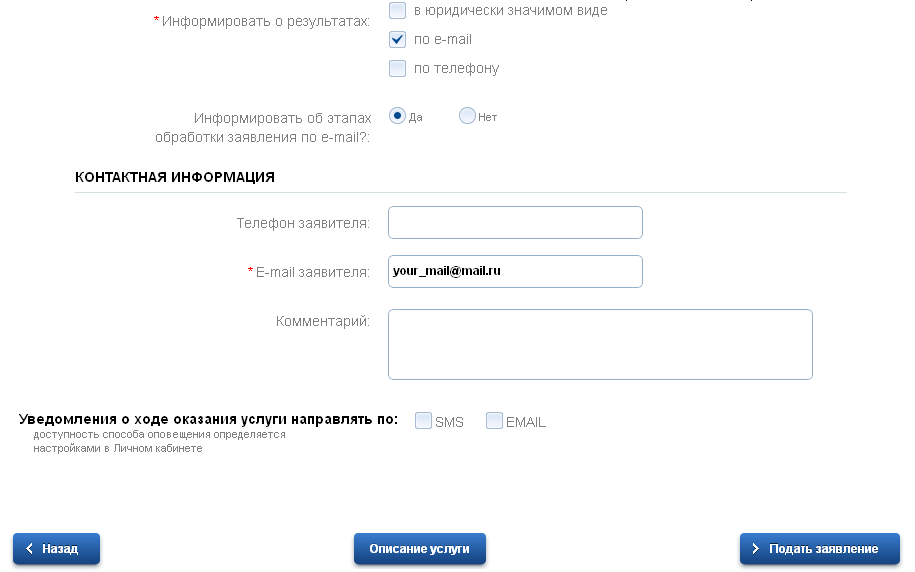 в юридически значимом виде
* Информировать о результатах:
по e-mail
по телефону
Информировать об этапах
обработки заявления по e-mail?:
Да
Нет
КОНТАКТНАЯ ИНФОРМАЦИЯ
Телефон заявителя:
* E-mail заявителя:
your_mail@mail.ru
Комментарий:
Уведомления о ходе оказания услуги направлять по:
SMS
EMAIL
доступность способа оповещения определяется
настройками в Личном кабинете
Назад
Описание услуги
Подать заявление